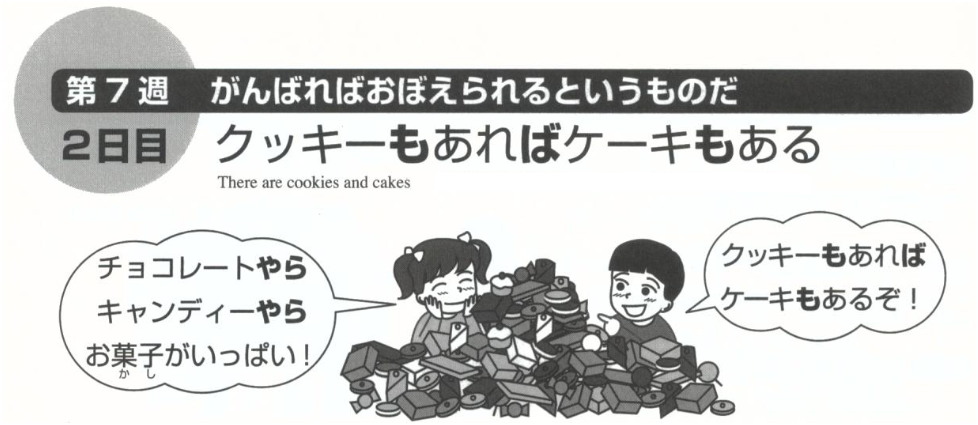 第7週 がんばればおぼえられるというものだ
2日目 クッキーもあればケーキもある
There are cookies and cakes
チョコレートやら
キャンディーやら
お菓子がいっぱい!
かし
クッキーもあれば
ケーキもあるぞ!